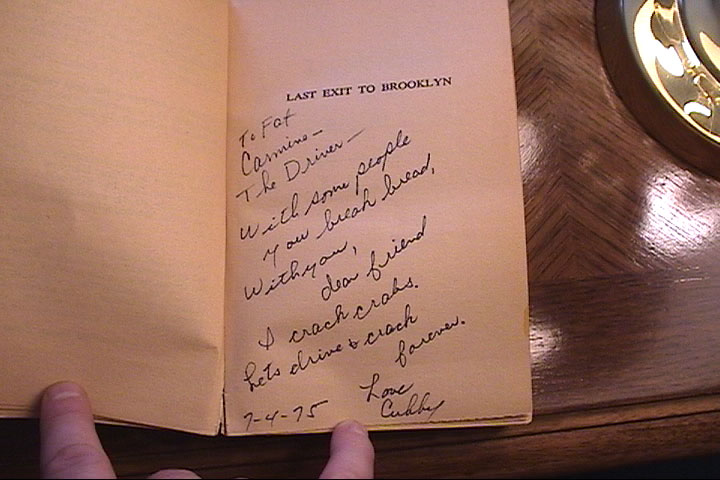 LAST EXIT TO BROOKLYN
To Fat
Carmine—
The Driver—
With some people
you break bread,
With you,
dear friend
I crack crabs.
Lets drive & crack
forever.
Love
Cubby
7-4-75